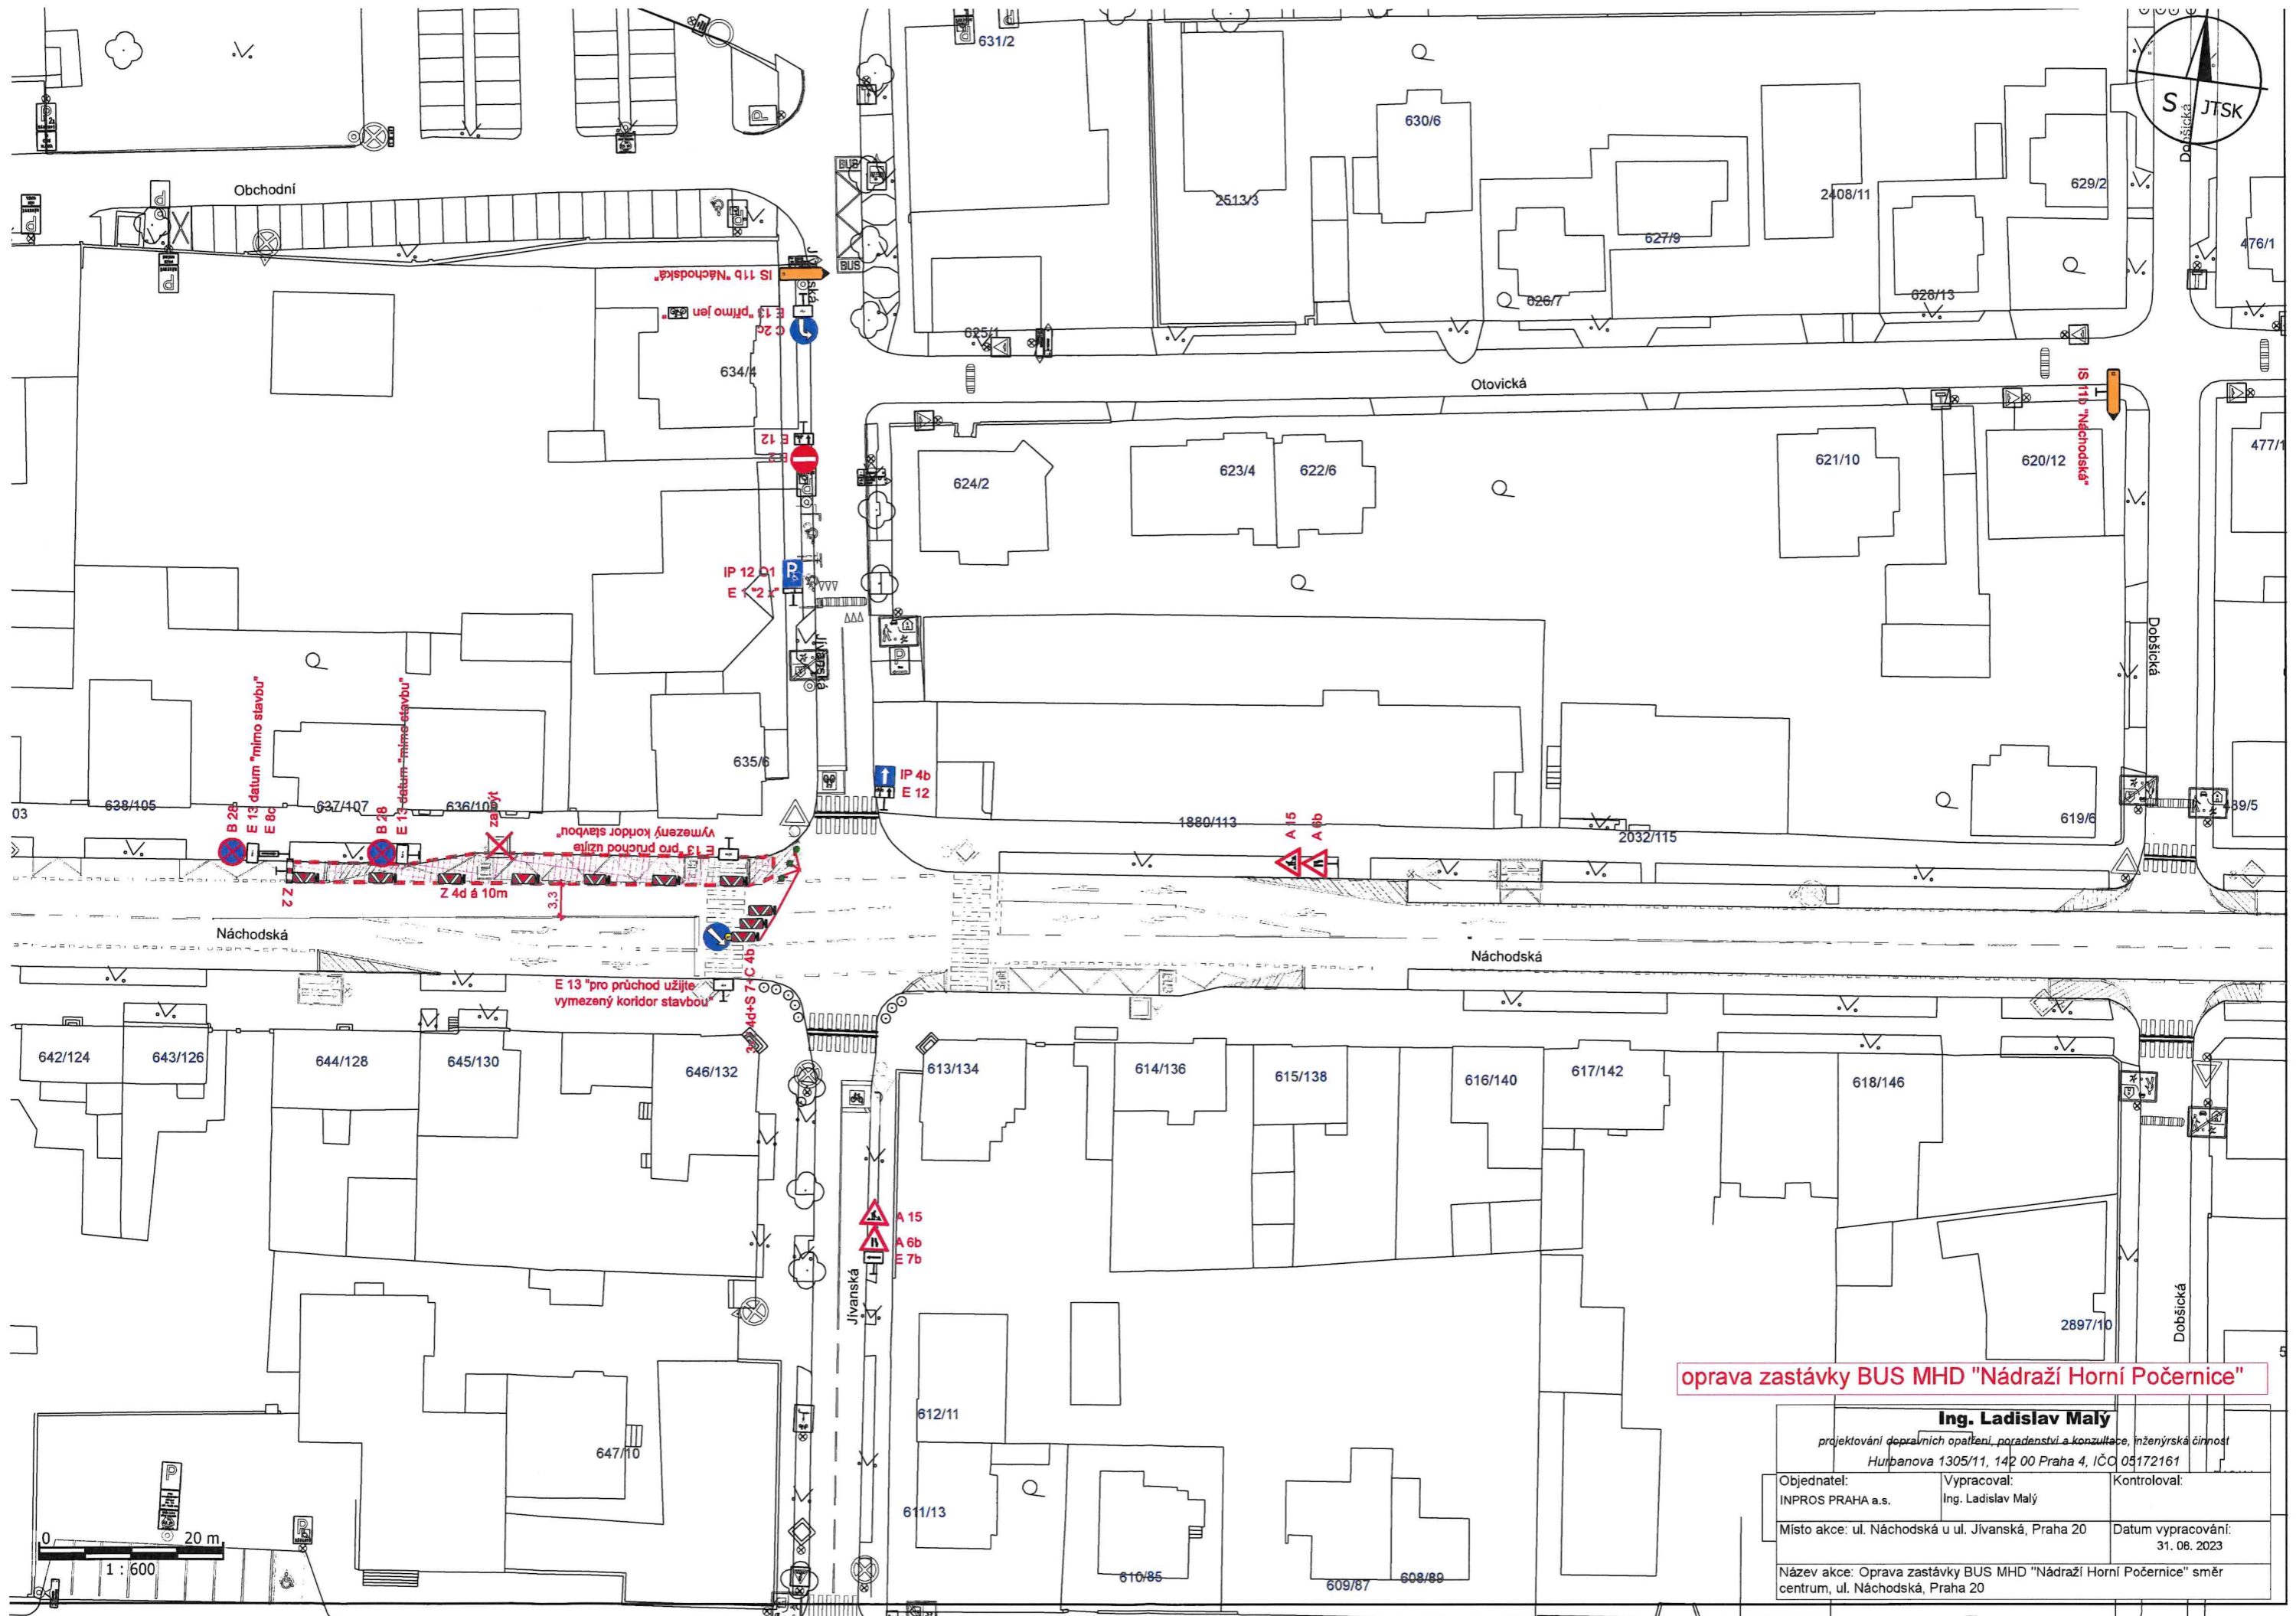 631/2
630/6
2513/3
2408/11
629/2
627/9
626/7
628/13
476/1
625/1
S JTSK
Dobšická
Obchodní
BUS
BUS
IS 11b "Náchodská"
E 13 "přímo jen
"
C 2c
634/4
E 12
B 2
Otovická
IS 11b "Náchodská"
624/2
623/4
622/6
621/10
620/12
477/1
IP 12 O1
E 1 "2 x"
Jívanská
Dobšická
635/6
IP 4b
E 12
03
638/105
637/107
B 28
E 13 datum "mimo stavbu"
E 8c
B 28
E 13 datum "mimo stavbu"
zakrýt
E 13 "pro průchod užijte
vymezený koridor stavbou"
1880/113
A 15
A 6b
2032/115
619/6
489/5
Z 2
Z 4d á 10m
3,3
Náchodská
Náchodská
E 13 "pro průchod užijte
vymezený koridor stavbou"
642/124
643/126
644/128
645/130
646/132
613/134
614/136
615/138
616/140
617/142
618/146
A 15
A 6b
E 7b
Jívanská
Dobšická
2897/10
647/10
612/11
611/13
610/85
609/87
608/89
0 20 m
1 : 600
oprava zastávky BUS MHD "Nádraží Horní Počernice"
Ing. Ladislav Malý
projektování dopravních opatření, poradenství a konzultace, inženýrská činnost
Hurbanova 1305/11, 142 00 Praha 4, IČO 05172161
Objednatel:
INPROS PRAHA a.s.
Vypracoval:
Ing. Ladislav Malý
Kontroloval:
Místo akce: ul. Náchodská u ul. Jívanská, Praha 20
Datum vypracování:
31. 08. 2023
Název akce: Oprava zastávky BUS MHD "Nádraží Horní Počernice" směr
centrum, ul. Náchodská, Praha 20